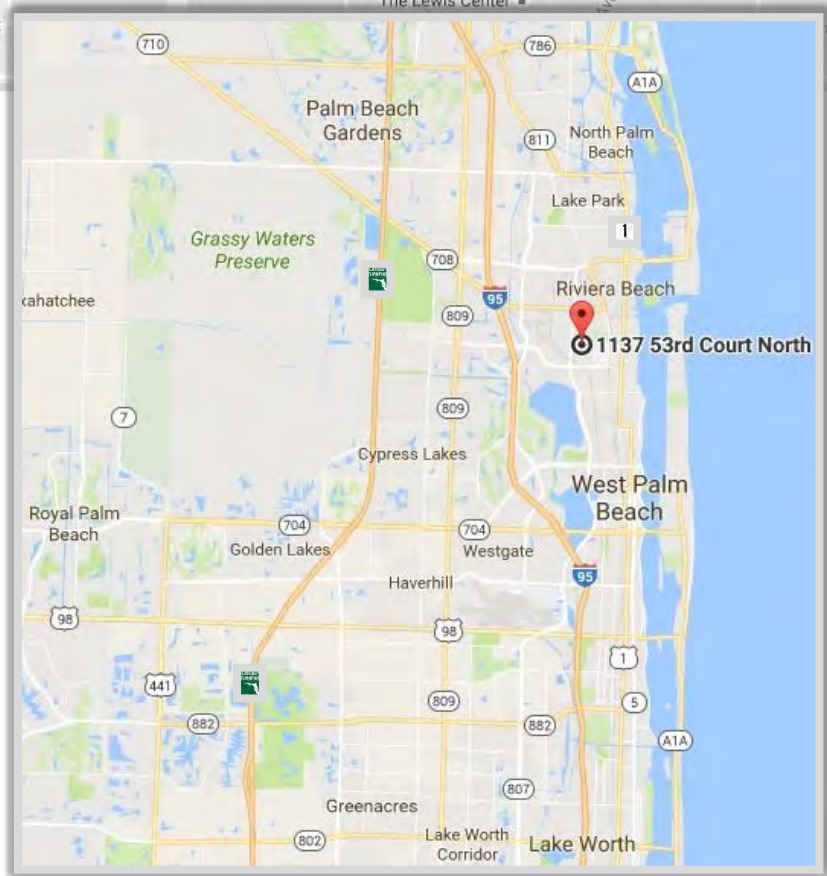 The Lewis Center
710
786
A1A
Palm Beach
Gardens
811
North Palm
Beach
Lake Park
1
Grassy Waters
Preserve
708
xahatchee
95
Riviera Beach
809
1137 53rd Court North
809
7
Cypress Lakes
West Palm
Beach
Royal Palm
Beach
704
704
Golden Lakes
Westgate
95
Haverhill
98
98
1
441
809
5
882
882
A1A
807
Greenacres
802
Lake Worth
Corridor
Lake Worth